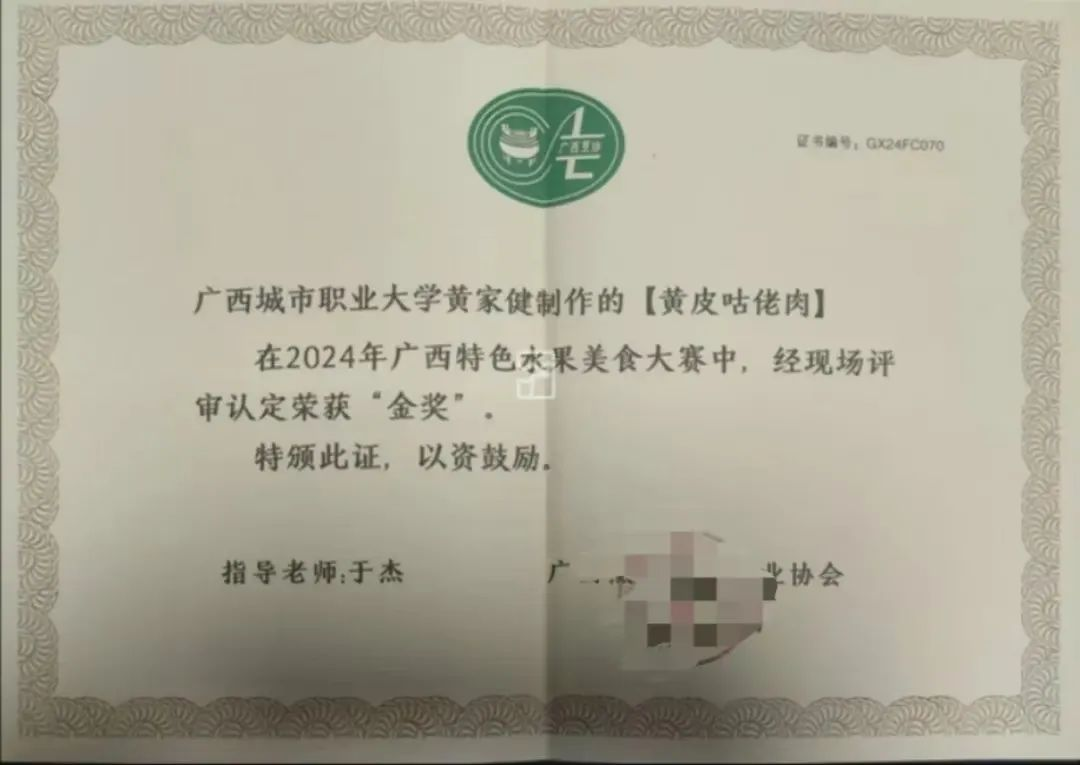 广西烹协
证书编号：GX24FC070
广西城市职业大学黄家健制作的【黄皮咕佬肉】
在2024年广西特色水果美食大赛中，经现场评
审认定荣获“金奖”。
特颁此证，以资鼓励。
指导老师：于杰
广西 业协会